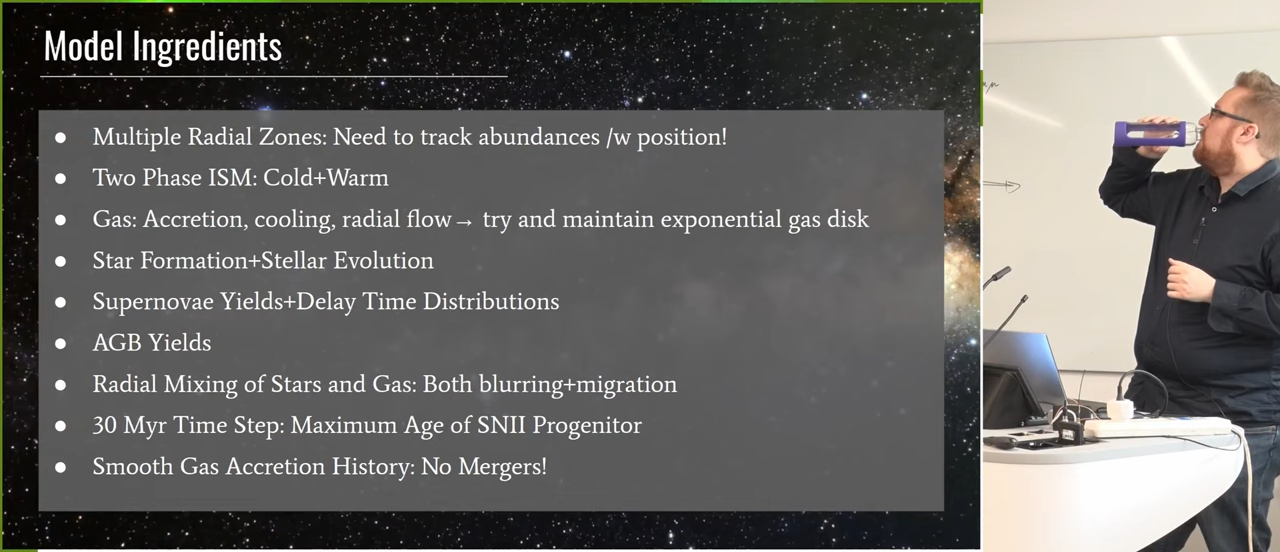 Model Ingredients
● Multiple Radial Zones: Need to track abundances /w position!
● Two Phase ISM: Cold+Warm
● Gas: Accretion, cooling, radial flow→ try and maintain exponential gas disk
● Star Formation+Stellar Evolution
● Supernovae Yields+Delay Time Distributions
● AGB Yields
● Radial Mixing of Stars and Gas: Both blurring+migration
● 30 Myr Time Step: Maximum Age of SNII Progenitor
● Smooth Gas Accretion History: No Mergers!